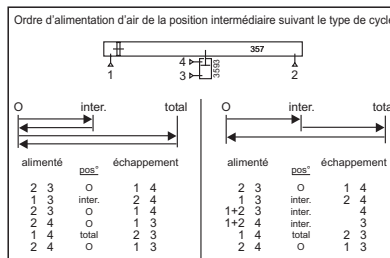 Ordre d'alimentation d'air de la position intermédiaire suivant le type de cycle
357
4
3593
3
1
2
O inter. total
alimenté pos° échappement
2 3 O 1 4
1 3 inter. 2 4
2 3 O 1 4
2 4 O 1 3
1 4 total 2 3
2 4 O 1 3
O inter. total
alimenté pos° échappement
2 3 O 1 4
1 3 inter. 2 4
1+2 3 inter. 4
1+2 4 inter. 3
1 4 total 2 3
2 4 O 1 3